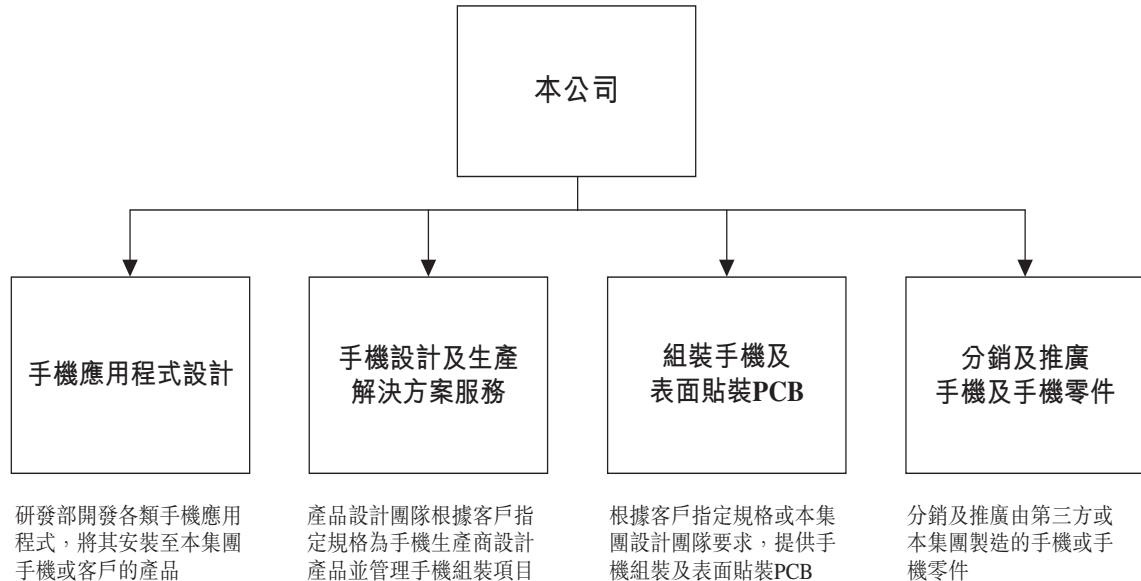 本公司
手機應用程式設計
手機設計及生產
解決方案服務
組裝手機及
表面貼裝PCB
分銷及推廣
手機及手機零件
研發部開發各類手機應用
程式，將其安裝至本集團
手機或客戶的產品
產品設計團隊根據客戶指
定規格為手機生產商設計
產品並管理手機組裝項目
根據客戶指定規格或本集
團設計團隊要求，提供手
機組裝及表面貼裝PCB
分銷及推廣由第三方或
本集團製造的手機或手
機零件